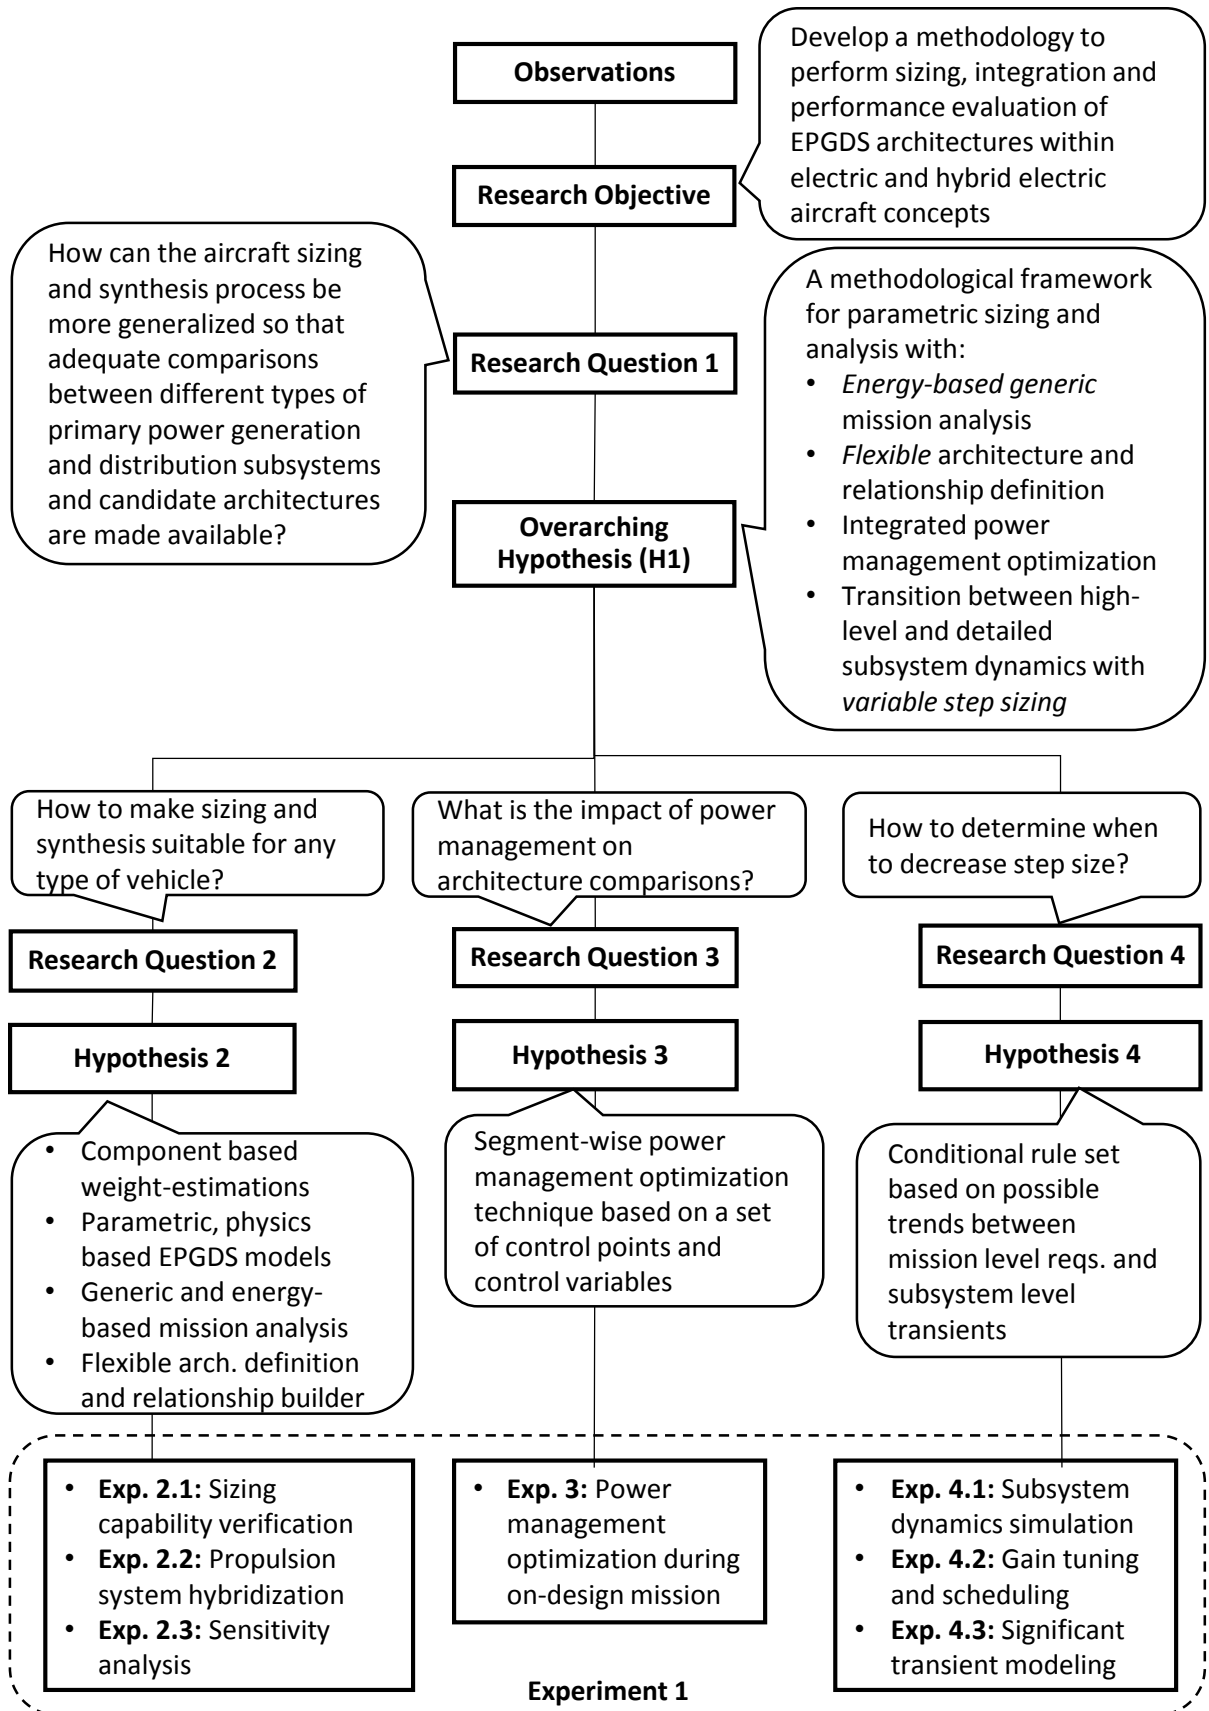 Observations
Develop a methodology to
perform sizing, integration and
performance evaluation of
EPGDS architectures within
electric and hybrid electric
aircraft concepts
Research Objective
How can the aircraft sizing
and synthesis process be
more generalized so that
adequate comparisons
between different types of
primary power generation
and distribution subsystems
and candidate architectures
are made available?
Research Question 1
A methodological framework
for parametric sizing and
analysis with:
• Energy-based generic
mission analysis
• Flexible architecture and
relationship definition
• Integrated power
management optimization
• Transition between high-
level and detailed
subsystem dynamics with
variable step sizing
Overarching
Hypothesis (H1)
How to make sizing and
synthesis suitable for any
type of vehicle?
What is the impact of power
management on
architecture comparisons?
How to determine when
to decrease step size?
Research Question 2
Research Question 3
Research Question 4
Hypothesis 2
Hypothesis 3
Hypothesis 4
• Component based
weight-estimations
• Parametric, physics
based EPGDS models
• Generic and energy-
based mission analysis
• Flexible arch. definition
and relationship builder
Segment-wise power
management optimization
technique based on a set
of control points and
control variables
Conditional rule set
based on possible
trends between
mission level reqs. and
subsystem level
transients
• Exp. 2.1: Sizing
capability verification
• Exp. 2.2: Propulsion
system hybridization
• Exp. 2.3: Sensitivity
analysis
• Exp. 3: Power
management
optimization during
on-design mission
• Exp. 4.1: Subsystem
dynamics simulation
• Exp. 4.2: Gain tuning
and scheduling
• Exp. 4.3: Significant
transient modeling
Experiment 1